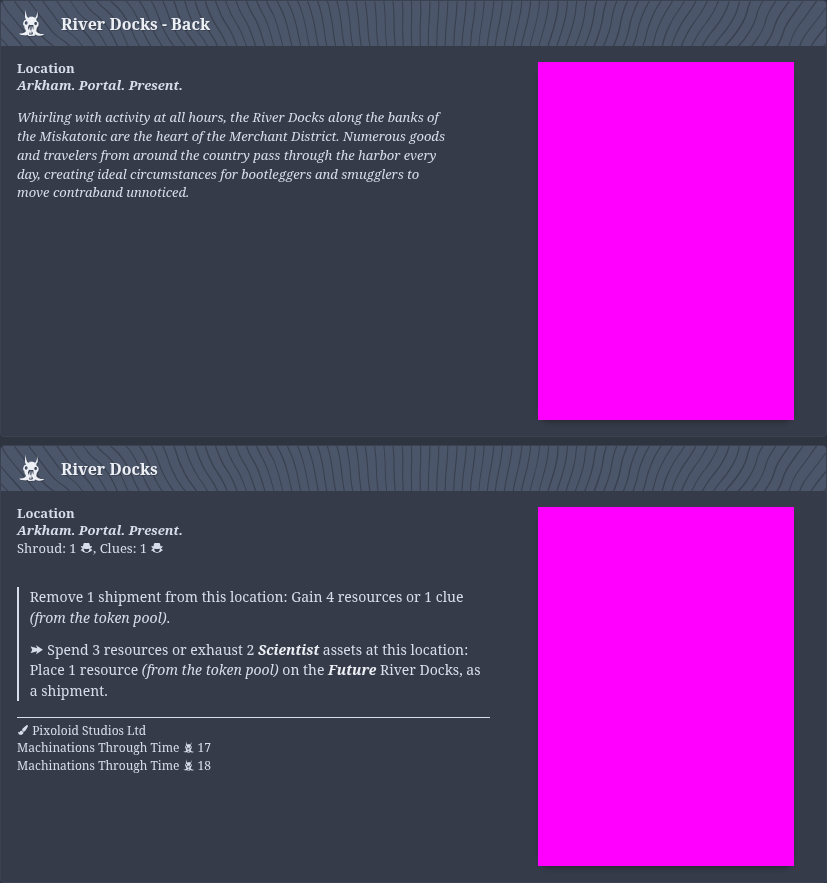 River Docks - Back
Location
Arkham. Portal. Present.
Whirling with activity at all hours, the River Docks along the banks of
the Miskatonic are the heart of the Merchant District. Numerous goods
and travelers from around the country pass through the harbor every
day, creating ideal circumstances for bootleggers and smugglers to
move contraband unnoticed.
River Docks
Location
Arkham. Portal. Present.
Shroud: 1, Clues: 1
Remove 1 shipment from this location: Gain 4 resources or 1 clue
(from the token pool).
Spend 3 resources or exhaust 2 Scientist assets at this location:
Place 1 resource (from the token pool) on the Future River Docks, as
a shipment.
Pixoloid Studios Ltd
Machinations Through Time 17
Machinations Through Time 18